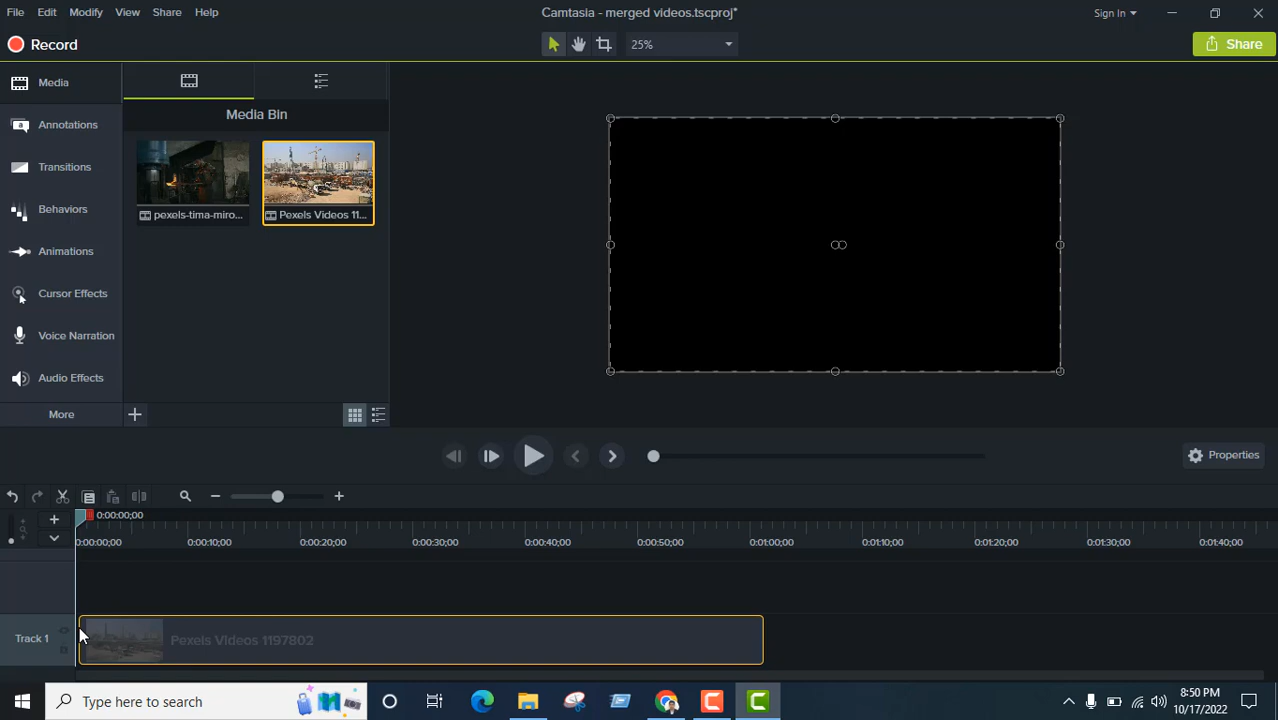 File Edit Modify View Share Help
Camtasia - merged videos.tscproj*
Sign In
Record
25%
Share
Media
Annotations
Transitions
Behaviors
Animations
Cursor Effects
Voice Narration
Audio Effects
More
Media Bin
pexels-tima-miro...
Pexels Videos 11...
Properties
0:00:00;00
0:00:00;00 0:00:10;00 0:00:20;00 0:00:30;00 0:00:40;00 0:00:50;00 0:01:00;00 0:01:10;00 0:01:20;00 0:01:30;00 0:01:40;00
Track 1
Pexels Videos 1197802
Type here to search
8:50 PM
10/17/2022